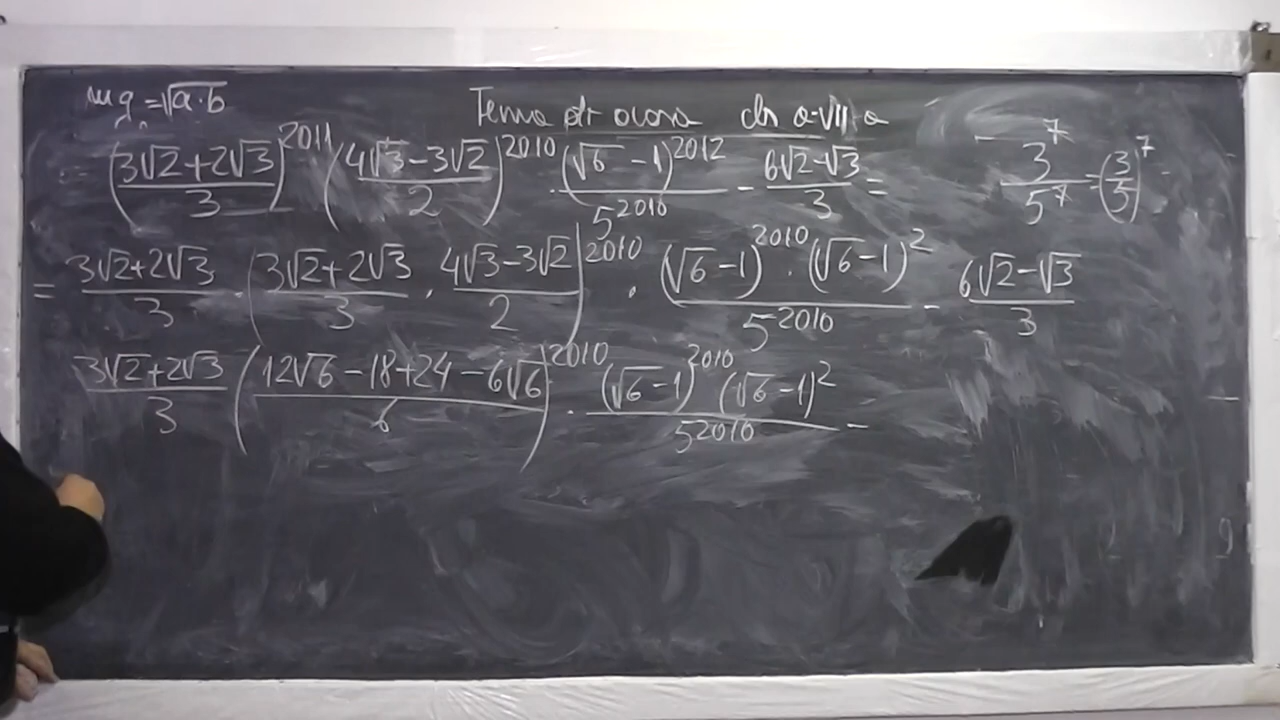 m_g = √(a·b)
Tema de acasa cls a-VII a
((3√2+2√3)/3)^2011 ((4√3−3√2)/2)^2010 · (√6−1)^2012/5^2010 − (6√2−√3)/3 =
3^7/5^7 = (3/5)^7
= (3√2+2√3)/3 · ((3√2+2√3)/3 · (4√3−3√2)/2)^2010 · ((√6−1)^2010 · (√6−1)^2)/5^2010 − (6√2−√3)/3
(3√2+2√3)/3 ((12√6−18+24−6√6)/6)^2010 · ((√6−1)^2010 (√6−1)^2)/5^2010 −